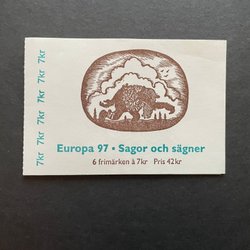 7kr 7kr 7kr 7kr 7kr 7kr
Europa 97 • Sagor och sägner
6 frimärken à 7kr Pris 42kr